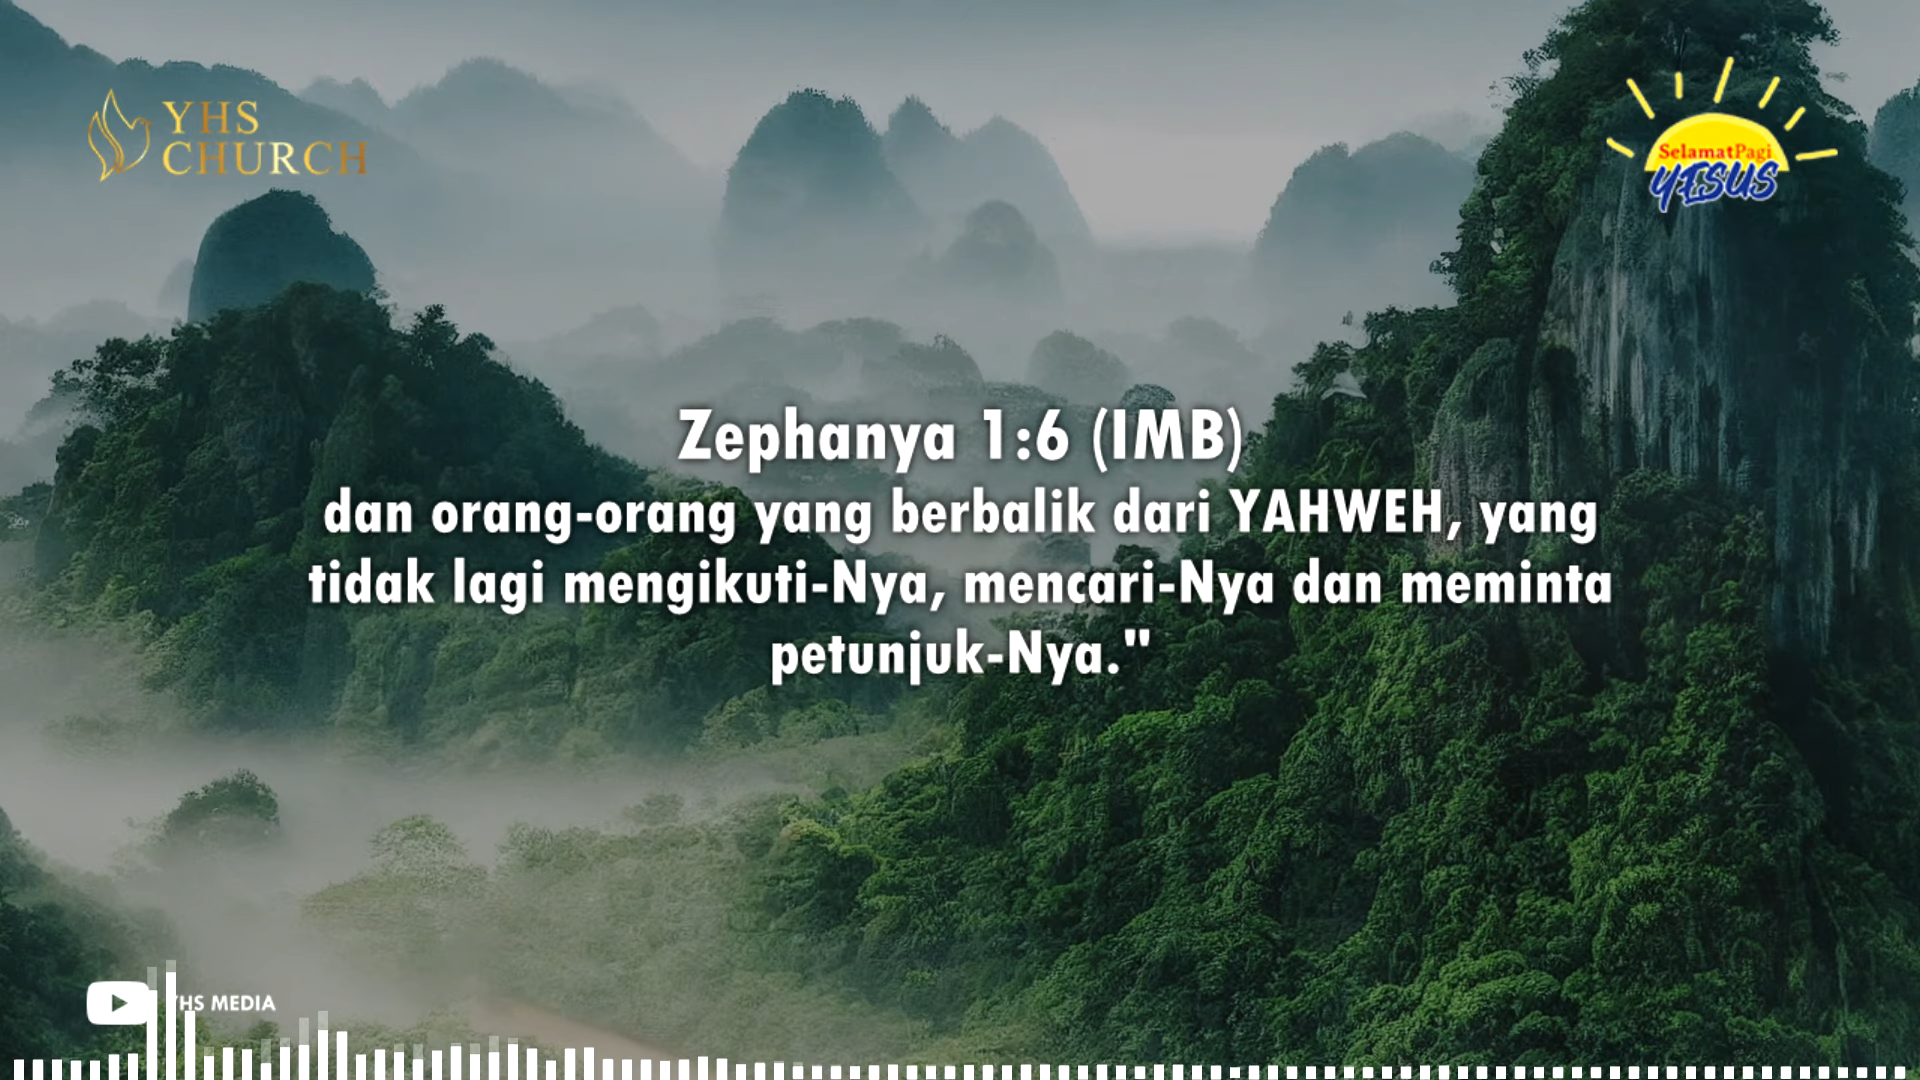 YHS
CHURCH
SelamatPagi
YESUS
Zephanya 1:6 (IMB)
dan orang-orang yang berbalik dari YAHWEH, yang
tidak lagi mengikuti-Nya, mencari-Nya dan meminta
petunjuk-Nya."
YHS MEDIA